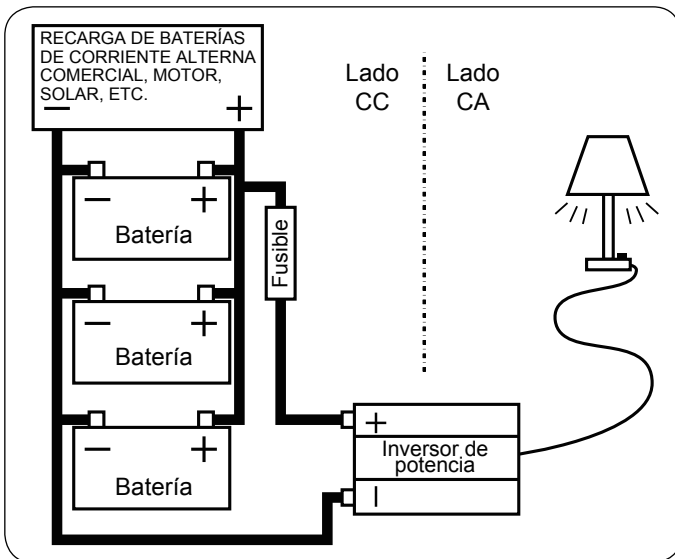 RECARGA DE BATERÍAS
DE CORRIENTE ALTERNA
COMERCIAL, MOTOR,
SOLAR, ETC.
− +
Lado
CC
Lado
CA
− +
Batería
Fusible
− +
Batería
− +
Batería
+
Inversor de
potencia
−